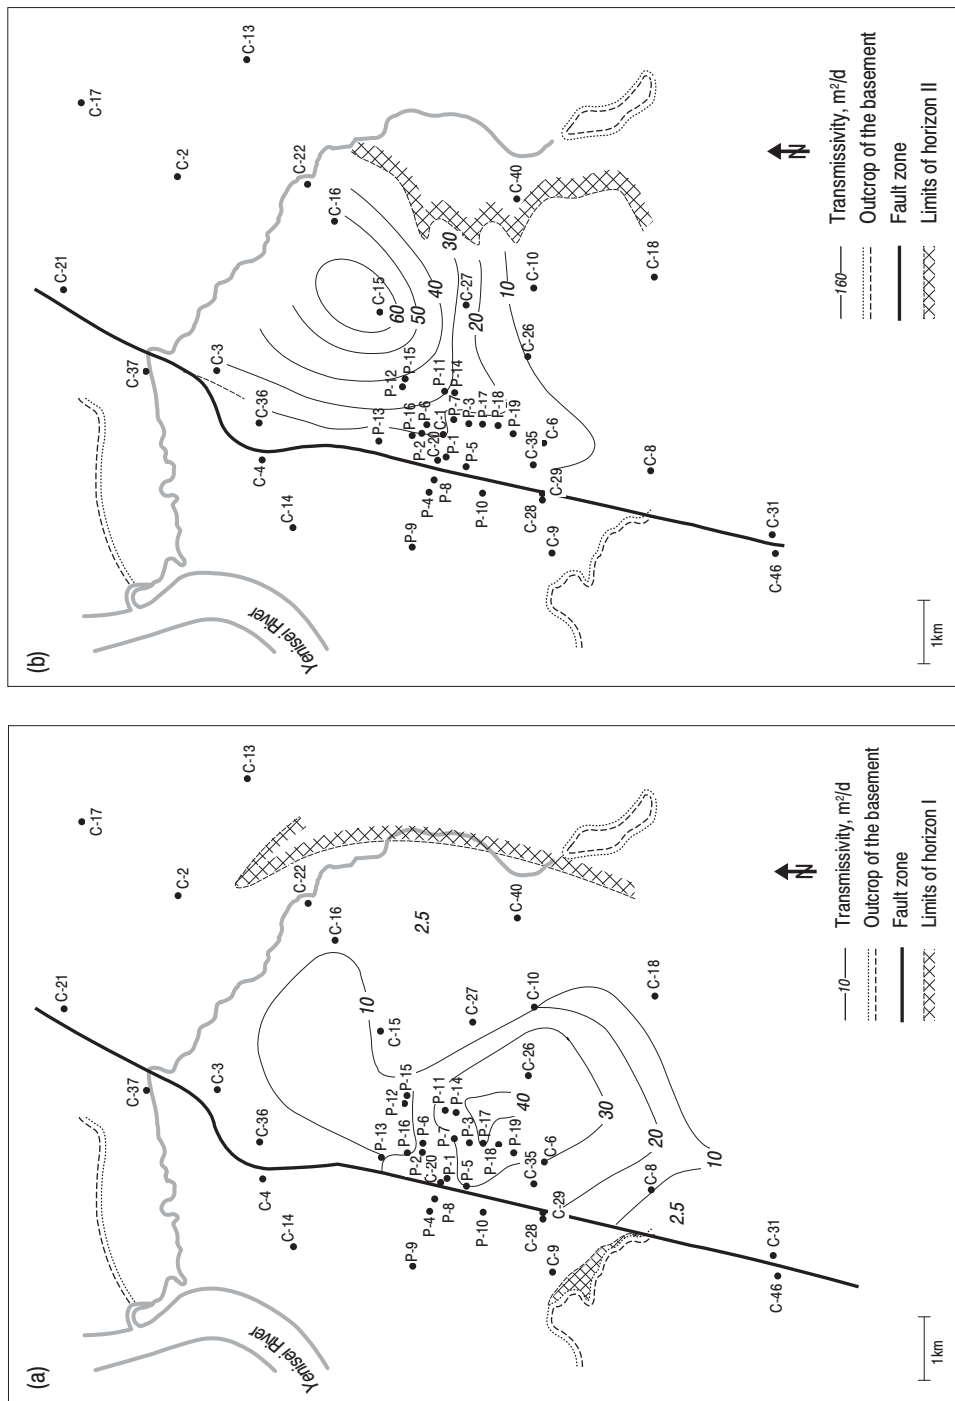 (b)
C-17
C-13
C-2
C-21
C-22
C-16
C-37
C-3
C-15
60
50
40
30
C-40
C-36
C-4
P-12
P-15
C-27
20
10
C-10
C-18
P-13
P-16
P-6
P-11
P-14
C-26
P-2
C-20
C-1
P-7
P-3
P-17
P-18
P-19
C-14
P-1
P-5
C-35
C-6
P-4
P-8
P-10
C-28
C-29
C-8
P-9
C-9
C-31
C-46
Yenisei River
N
160 Transmissivity, m²/d
Outcrop of the basement
Fault zone
Limits of horizon II
1km
(a)
C-17
C-13
C-2
C-21
C-22
C-16
2.5
C-40
C-37
C-3
10
C-15
C-27
C-10
C-18
C-36
C-4
P-12
P-15
P-11
P-14
C-26
40
30
20
10
P-13
P-16
P-6
P-7
P-3
P-17
P-2
C-20
P-1
P-18
P-19
C-14
P-5
C-35
C-6
P-4
P-8
P-10
C-28
C-29
C-8
2.5
P-9
C-9
C-31
C-46
Yenisei River
N
10 Transmissivity, m²/d
Outcrop of the basement
Fault zone
Limits of horizon I
1km